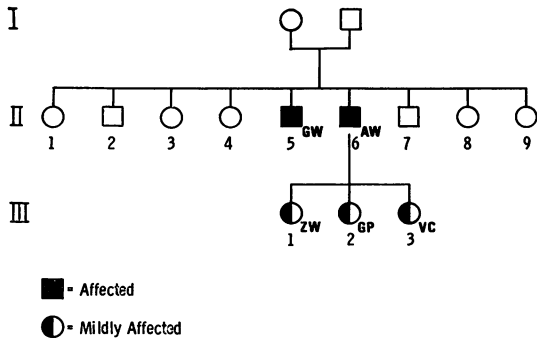 I
II
GW AW
1 2 3 4 5 6 7 8 9
III
ZW GP VC
1 2 3
= Affected
= Mildly Affected